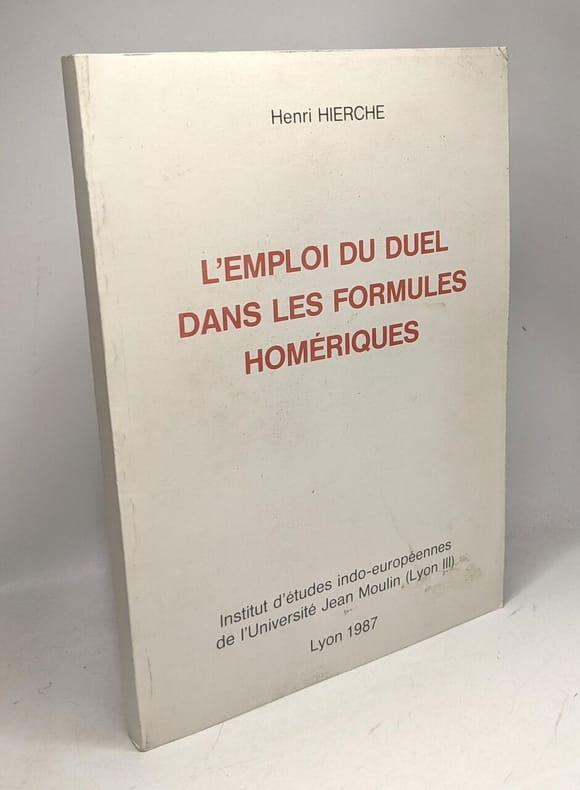 Henri HIERCHE
L'EMPLOI DU DUEL
DANS LES FORMULES
HOMÉRIQUES
Institut d'études indo-européennes
de l'Université Jean Moulin (Lyon III)
Lyon 1987